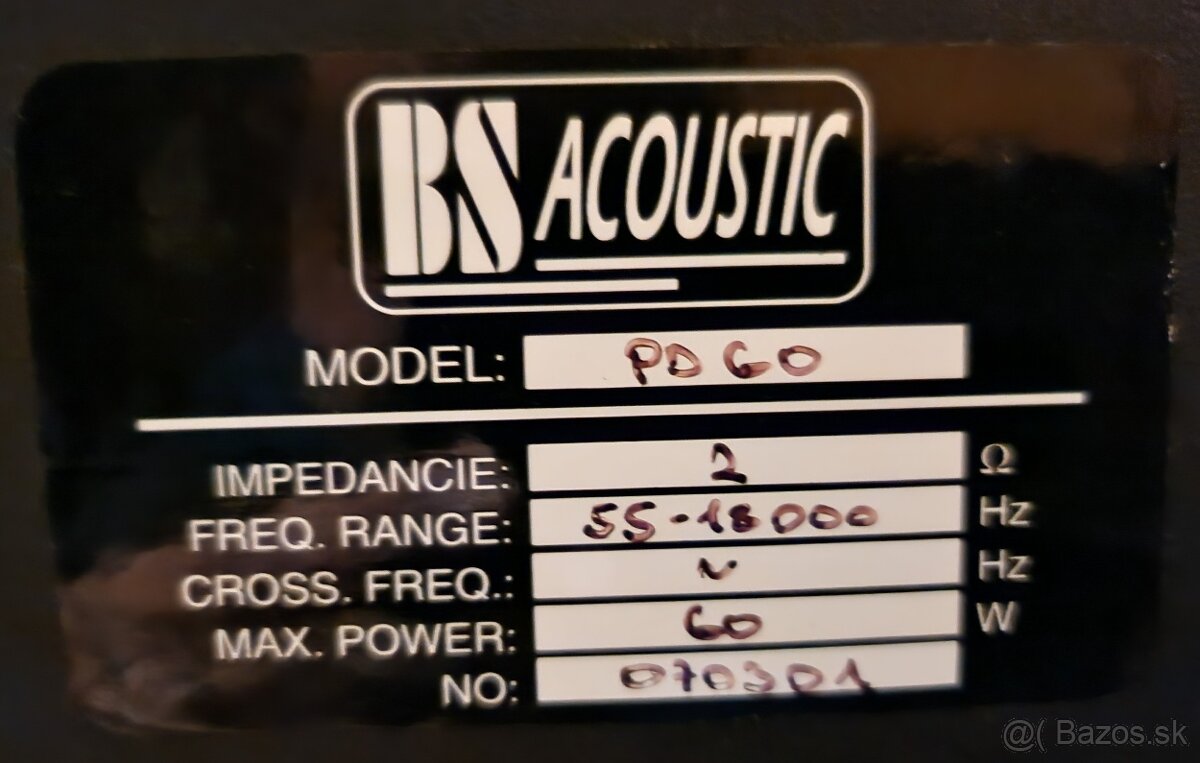 BS ACOUSTIC
MODEL: PD 60
IMPEDANCIE: 2 Ω
FREQ. RANGE: 55-18000 Hz
CROSS. FREQ.: ~ Hz
MAX. POWER: 60 W
NO: 070301
@( Bazos.sk